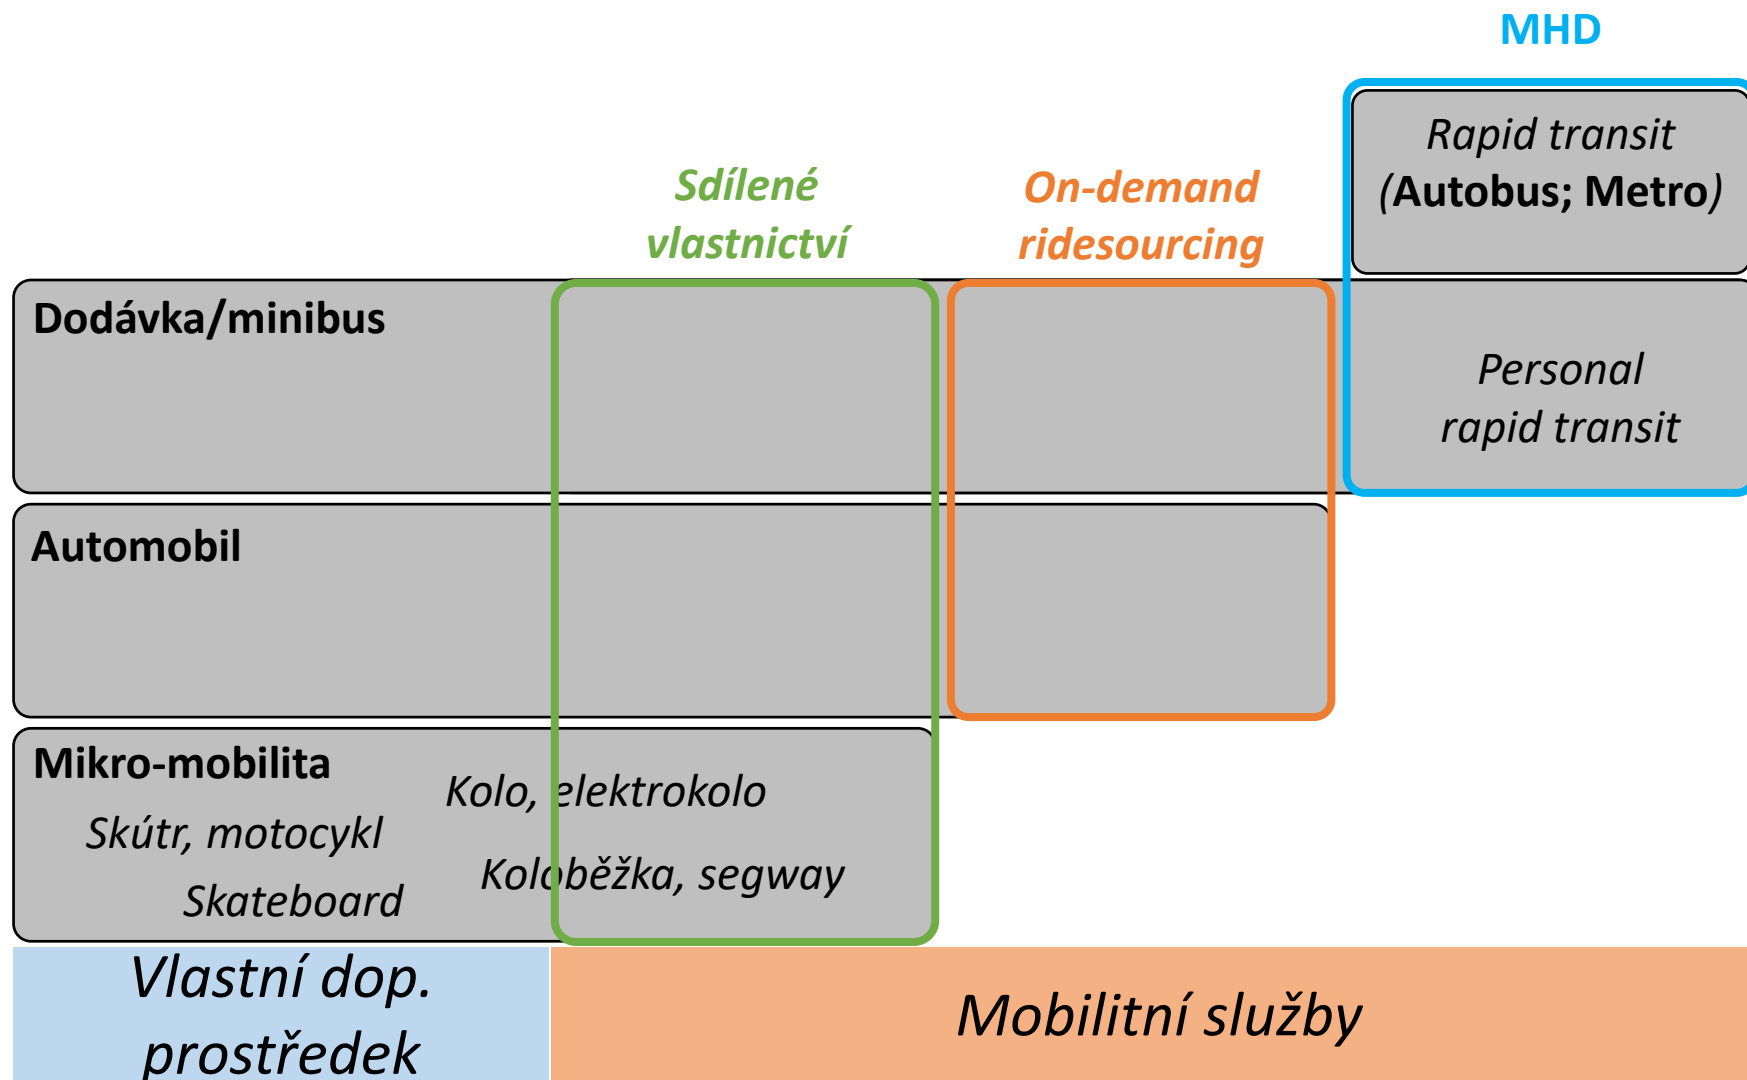 MHD
Rapid transit
(Autobus; Metro)
Sdílené
vlastnictví
On-demand
ridesourcing
Dodávka/minibus
Personal
rapid transit
Automobil
Mikro-mobilita
Kolo, elektrokolo
Skútr, motocykl
Koloběžka, segway
Skateboard
Vlastní dop.
prostředek
Mobilitní služby